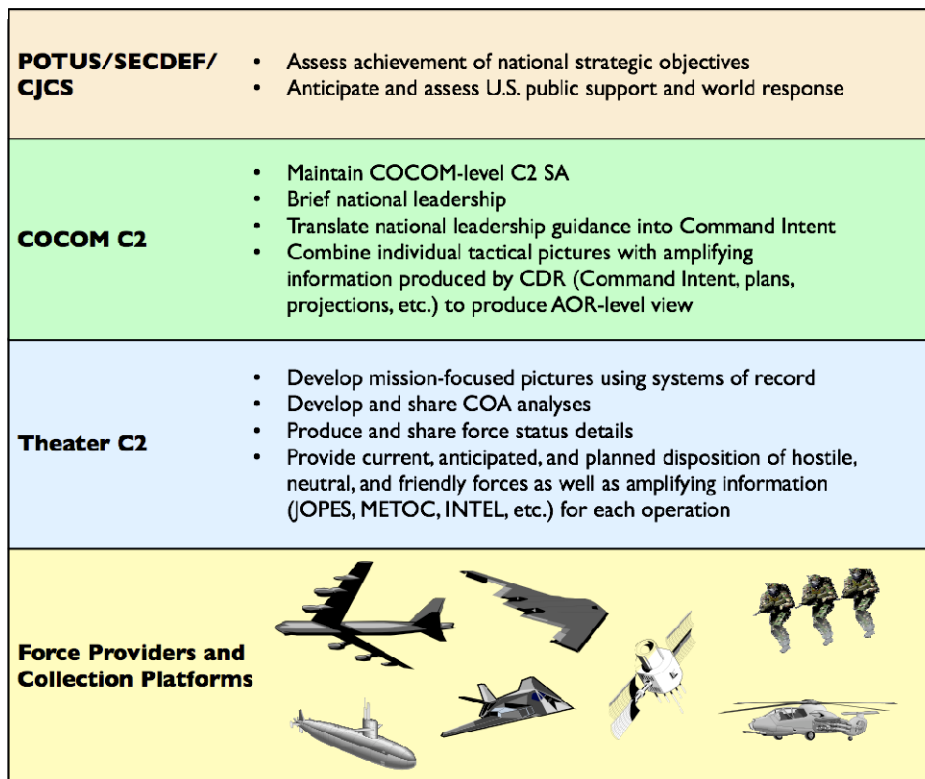 POTUS/SECDEF/
CJCS
• Assess achievement of national strategic objectives
• Anticipate and assess U.S. public support and world response
COCOM C2
• Maintain COCOM-level C2 SA
• Brief national leadership
• Translate national leadership guidance into Command Intent
• Combine individual tactical pictures with amplifying
information produced by CDR (Command Intent, plans,
projections, etc.) to produce AOR-level view
Theater C2
• Develop mission-focused pictures using systems of record
• Develop and share COA analyses
• Produce and share force status details
• Provide current, anticipated, and planned disposition of hostile,
neutral, and friendly forces as well as amplifying information
(JOPES, METOC, INTEL, etc.) for each operation
Force Providers and
Collection Platforms